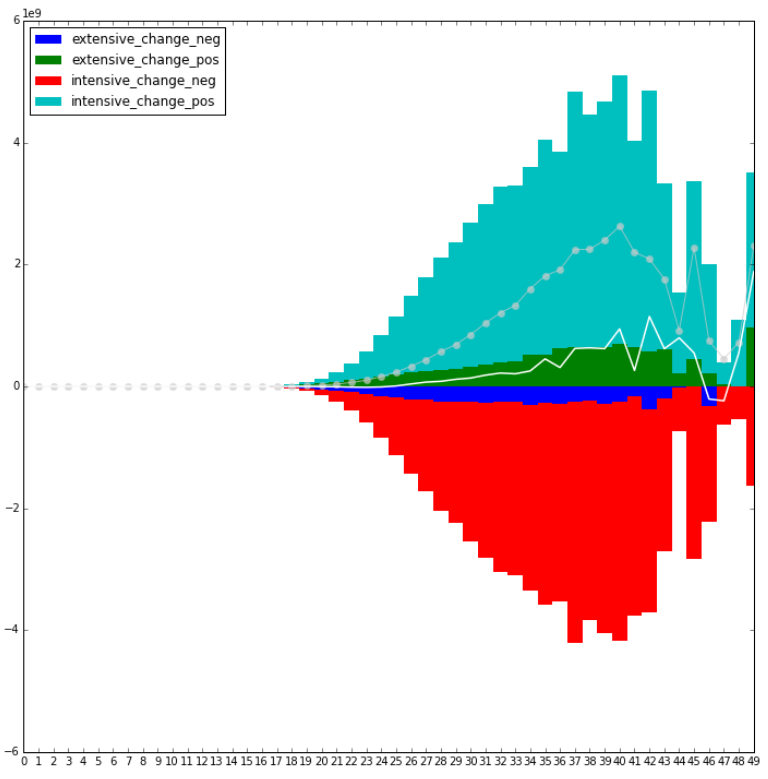 1e9
6
extensive_change_neg
extensive_change_pos
intensive_change_neg
intensive_change_pos
4
2
0
−2
−4
−6
0 1 2 3 4 5 6 7 8 9 10 11 12 13 14 15 16 17 18 19 20 21 22 23 24 25 26 27 28 29 30 31 32 33 34 35 36 37 38 39 40 41 42 43 44 45 46 47 48 49